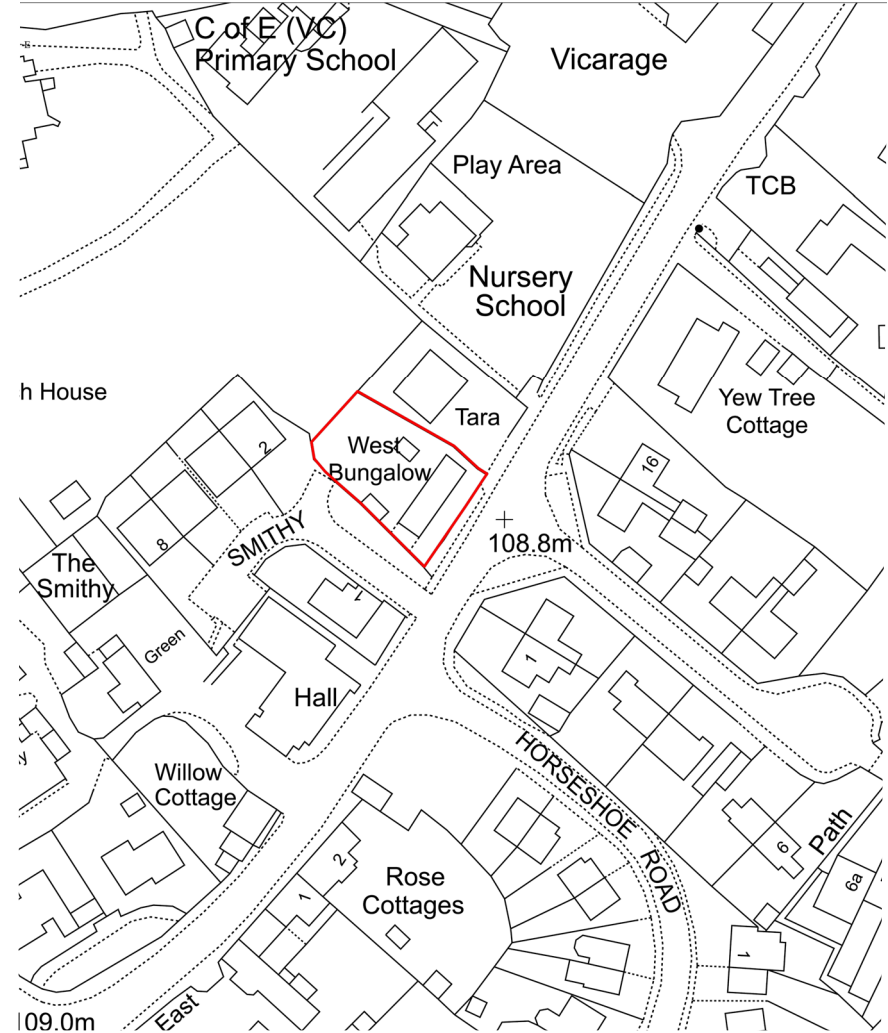 C of E (VC)
Primary School
Vicarage
Play Area
TCB
Nursery
School
h House
Tara
Yew Tree
Cottage
West
Bungalow
2
16
108.8m
SMITHY
8
The
Smithy
1
Green
1
Hall
HORSESHOE ROAD
Willow
Cottage
Path
6
2
Rose
Cottages
6a
1
1
East
109.0m